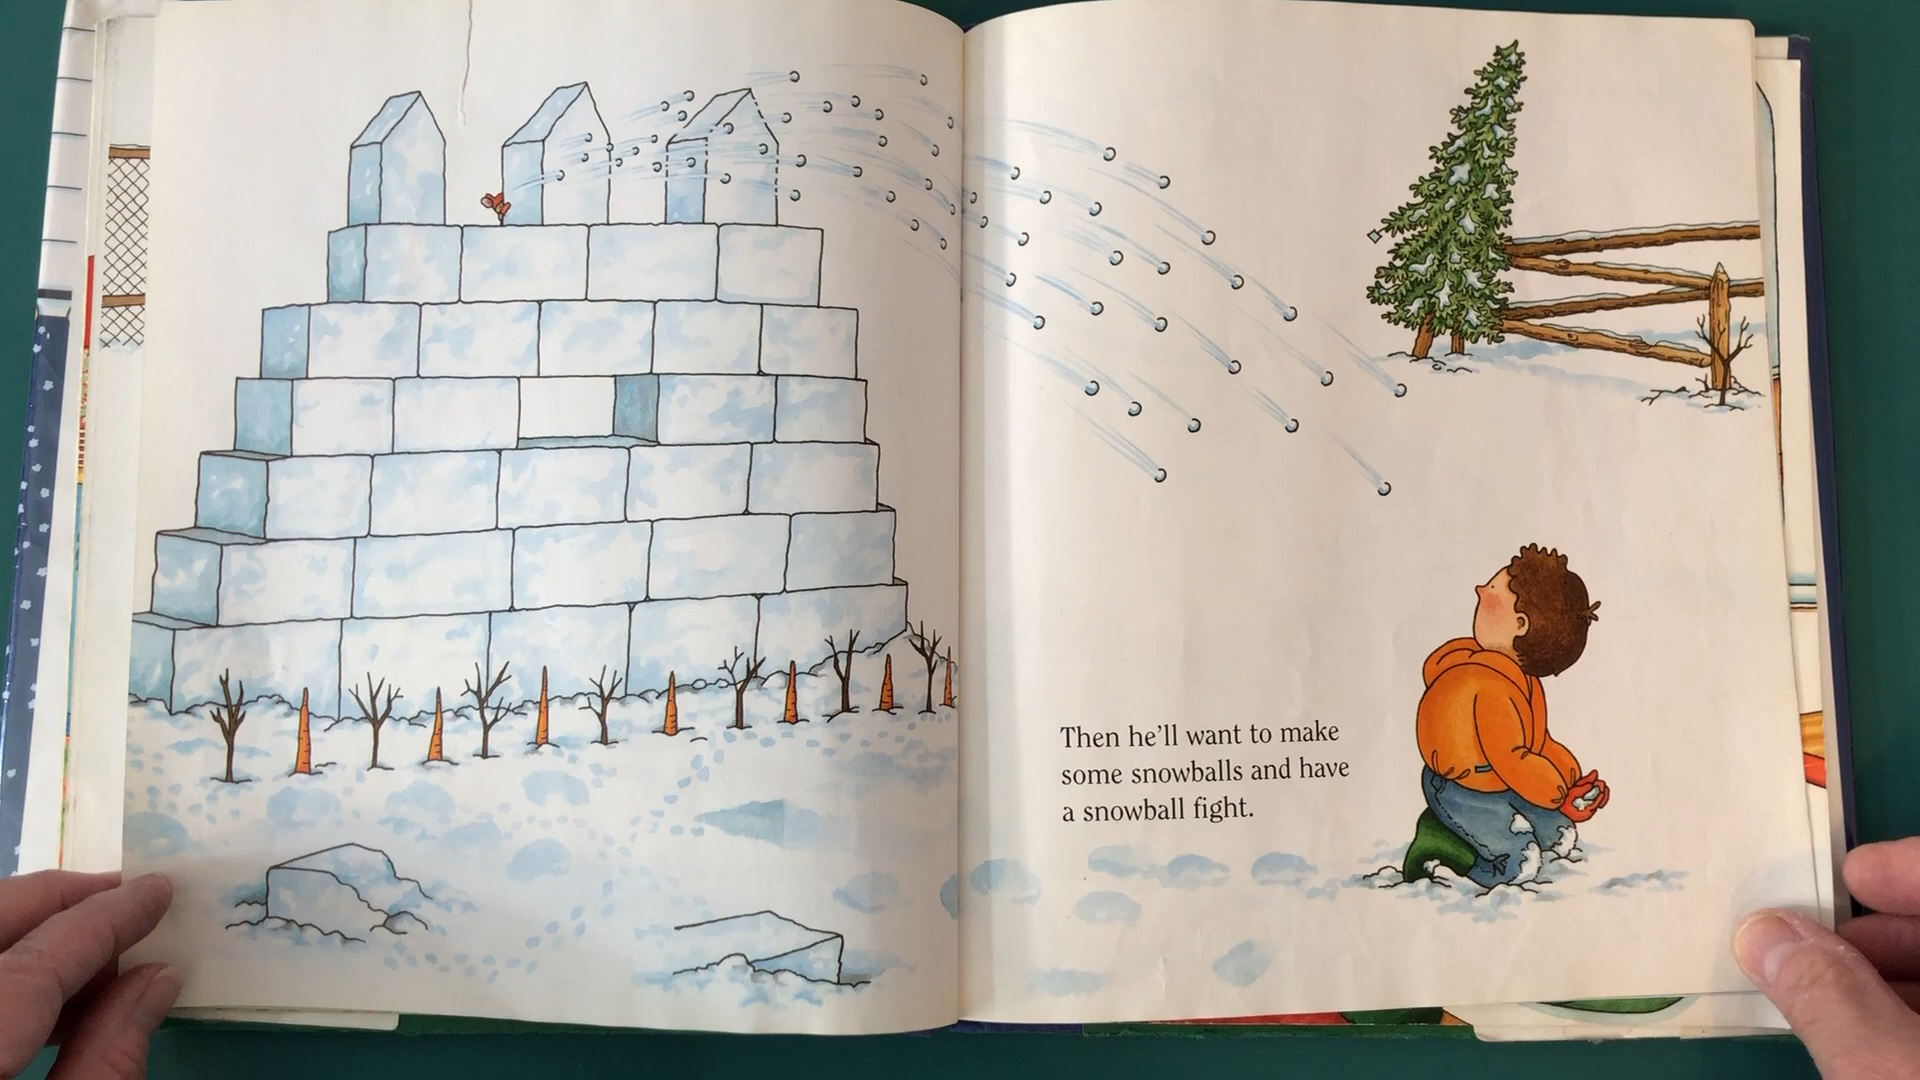 Then he’ll want to make
some snowballs and have
a snowball fight.